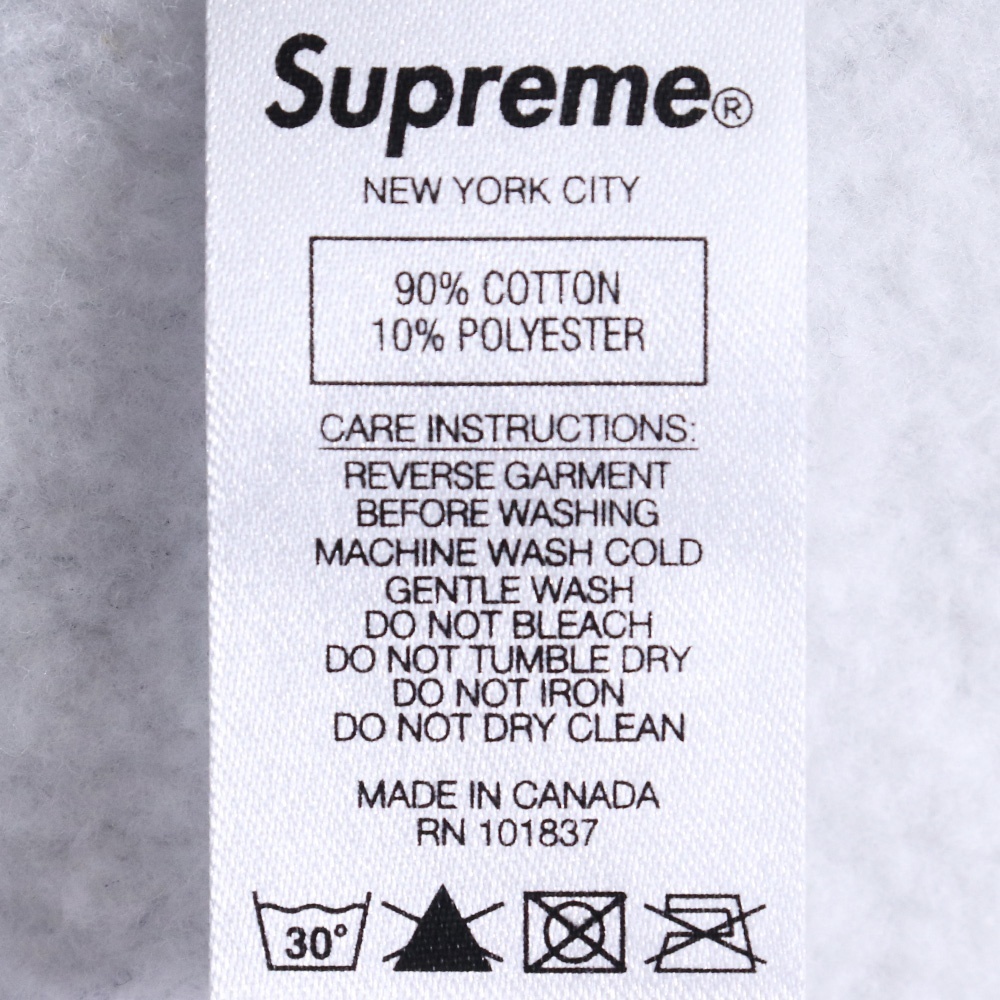 Supreme®
NEW YORK CITY
90% COTTON
10% POLYESTER
CARE INSTRUCTIONS:
REVERSE GARMENT
BEFORE WASHING
MACHINE WASH COLD
GENTLE WASH
DO NOT BLEACH
DO NOT TUMBLE DRY
DO NOT IRON
DO NOT DRY CLEAN
MADE IN CANADA
RN 101837
30°